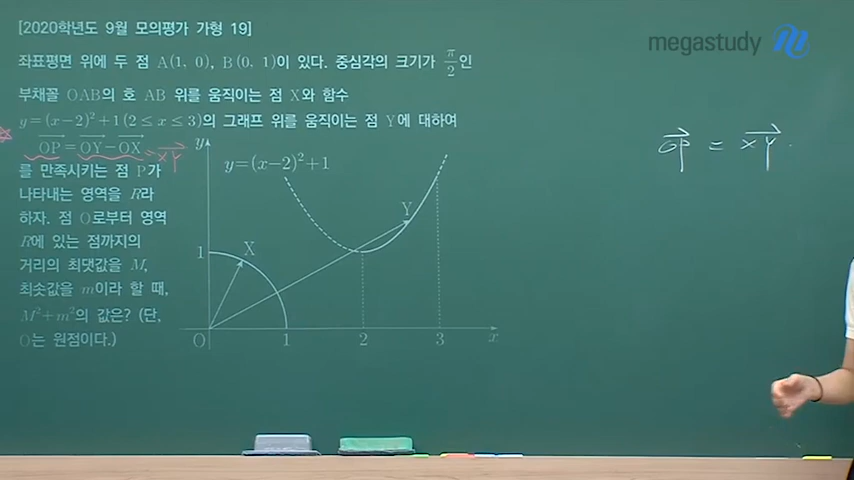 [2020학년도 9월 모의평가 가형 19]
megastudy
좌표평면 위에 두 점 A(1, 0), B(0, 1)이 있다. 중심각의 크기가 π/2인
부채꼴 OAB의 호 AB 위를 움직이는 점 X와 함수
y=(x-2)²+1(2≤x≤3)의 그래프 위를 움직이는 점 Y에 대하여
OP=OY-OX =XY
를 만족시키는 점 P가
나타내는 영역을 R라
하자. 점 O로부터 영역
R에 있는 점까지의
거리의 최댓값을 M,
최솟값을 m이라 할 때,
M²+m²의 값은? (단,
O는 원점이다.)
y
y=(x-2)²+1
Y
1
X
O
1
2
3
x
OP = XY